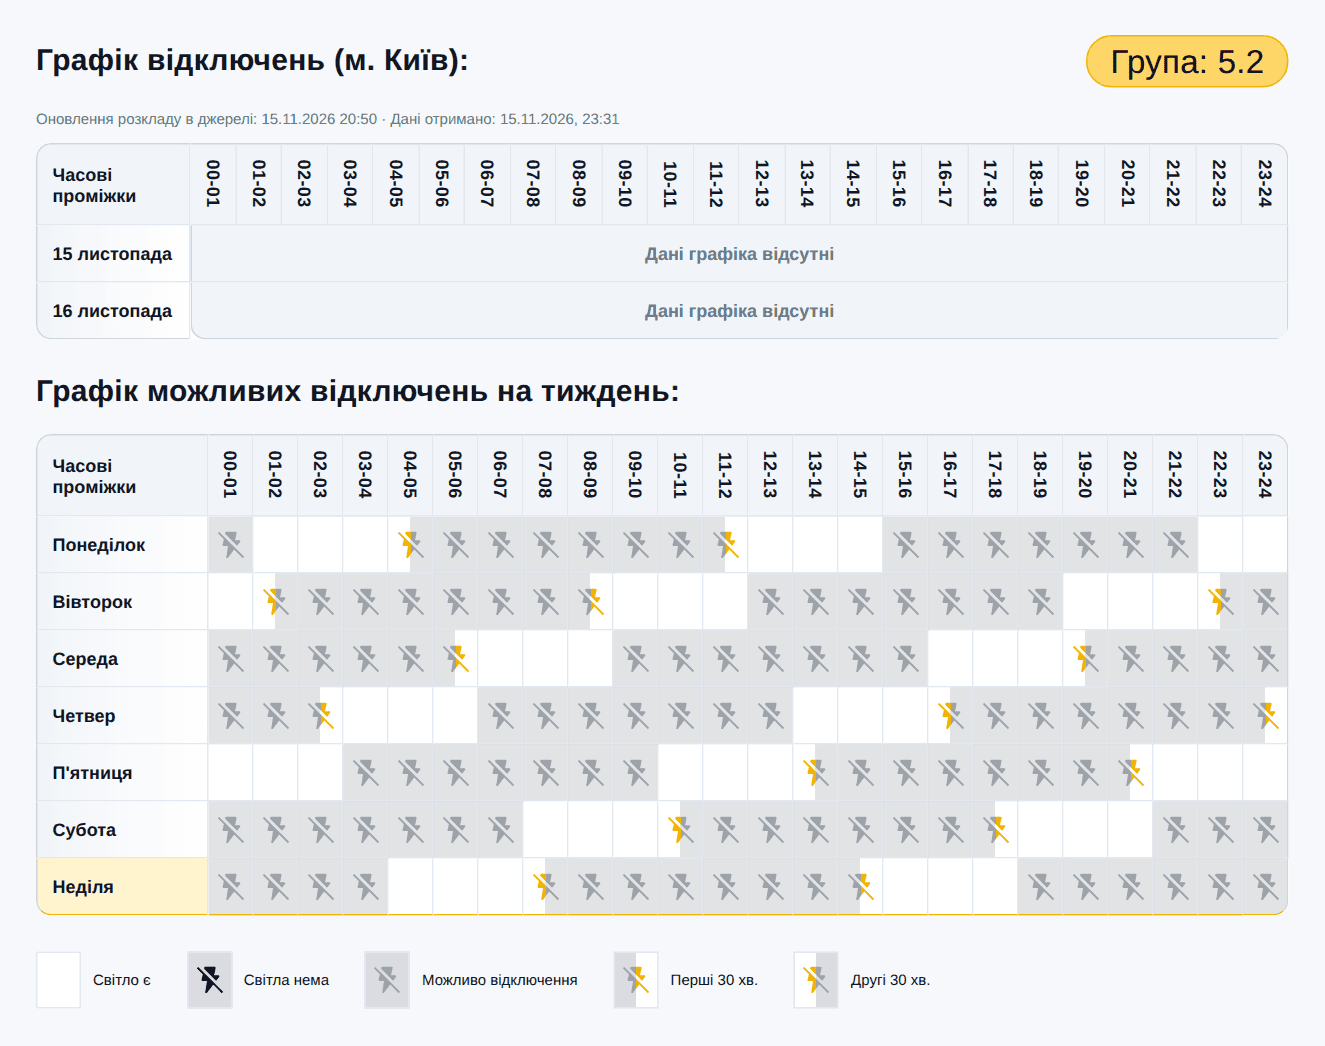 Графік відключень (м. Київ):
Група: 5.2
Оновлення розкладу в джерелі: 15.11.2026 20:50 · Дані отримано: 15.11.2026, 23:31
Часові проміжки 00-01 01-02 02-03 03-04 04-05 05-06 06-07 07-08 08-09 09-10 10-11 11-12 12-13 13-14 14-15 15-16 16-17 17-18 18-19 19-20 20-21 21-22 22-23 23-24
15 листопада Дані графіка відсутні
16 листопада Дані графіка відсутні
Графік можливих відключень на тиждень:
Часові проміжки 00-01 01-02 02-03 03-04 04-05 05-06 06-07 07-08 08-09 09-10 10-11 11-12 12-13 13-14 14-15 15-16 16-17 17-18 18-19 19-20 20-21 21-22 22-23 23-24
Понеділок
Вівторок
Середа
Четвер
П'ятниця
Субота
Неділя
Світло є Світла нема Можливо відключення Перші 30 хв. Другі 30 хв.